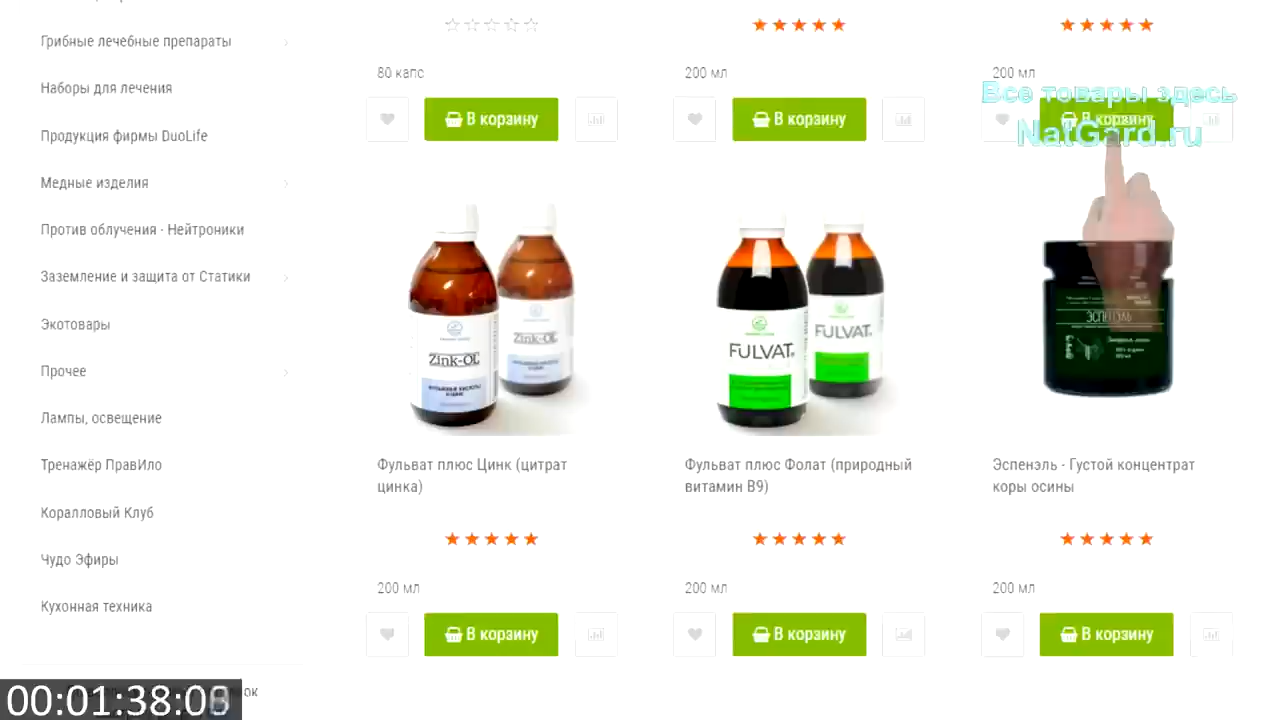 Грибные лечебные препараты
Наборы для лечения
Продукция фирмы DuoLife
Медные изделия
Против облучения - Нейтроники
Заземление и защита от Статики
Экотовары
Прочее
Лампы, освещение
Тренажёр ПравИло
Коралловый Клуб
Чудо Эфиры
Кухонная техника
80 капс
200 мл
200 мл
В корзину
В корзину
В корзину
Все товары здесь
NatGard.ru
Zink-OL
Zink-OL
FULVAT
FULVAT
ЭСПЕНЭЛЬ
Фульват плюс Цинк (цитрат
цинка)
Фульват плюс Фолат (природный
витамин B9)
Эспенэль - Густой концентрат
коры осины
200 мл
200 мл
200 мл
В корзину
В корзину
В корзину
00:01:38:08